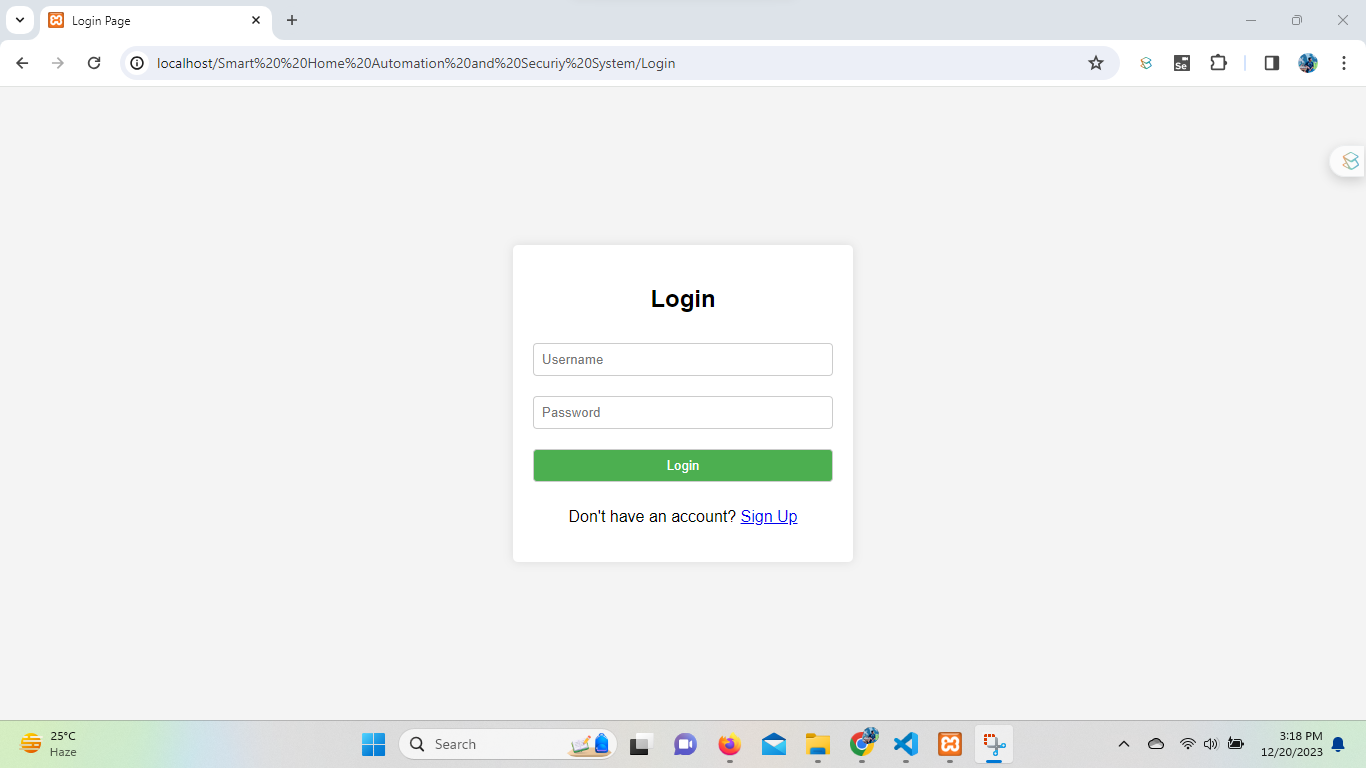 Login Page
localhost/Smart%20%20Home%20Automation%20and%20Securiy%20System/Login
Se
Login
Username
Password
Login
Don't have an account? Sign Up
25°C
Haze
Search
3:18 PM
12/20/2023